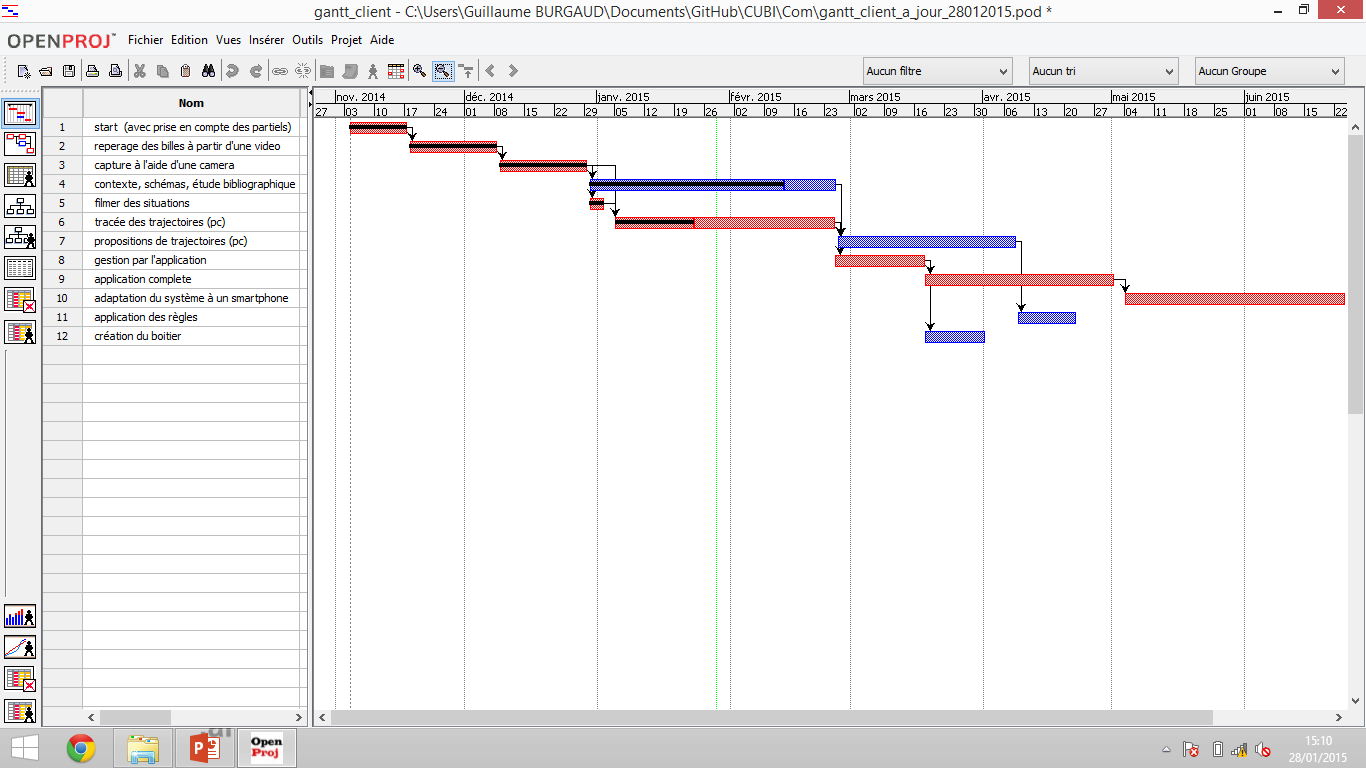 gantt_client - C:\Users\Guillaume BURGAUD\Documents\GitHub\CUBI\Com\gantt_client_a_jour_28012015.pod *
OPENPROJ™ Fichier Edition Vues Insérer Outils Projet Aide
Aucun filtre Aucun tri Aucun Groupe
Nom
nov. 2014 déc. 2014 janv. 2015 févr. 2015 mars 2015 avr. 2015 mai 2015 juin 2015
27 03 10 17 24 01 08 15 22 29 05 12 19 26 02 09 16 23 02 09 16 23 30 06 13 20 27 04 11 18 25 01 08 15 22
1 start (avec prise en compte des partiels)
2 reperage des billes à partir d'une video
3 capture à l'aide d'une camera
4 contexte, schémas, étude bibliographique
5 filmer des situations
6 tracée des trajectoires (pc)
7 propositions de trajectoires (pc)
8 gestion par l'application
9 application complete
10 adaptation du système à un smartphone
11 application des règles
12 création du boitier
Open
Proj
15:10
28/01/2015